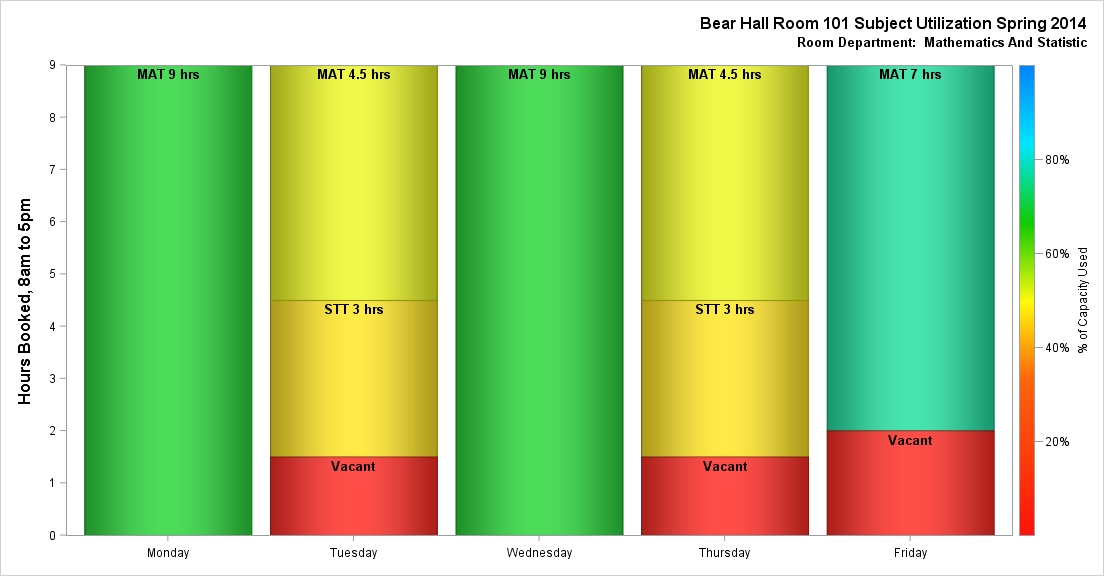 Bear Hall Room 101 Subject Utilization Spring 2014
Room Department:  Mathematics And Statistic
Hours Booked, 8am to 5pm
9
8
7
6
5
4
3
2
1
0
MAT 9 hrs
MAT 4.5 hrs
MAT 9 hrs
MAT 4.5 hrs
MAT 7 hrs
STT 3 hrs
STT 3 hrs
Vacant
Vacant
Vacant
Monday
Tuesday
Wednesday
Thursday
Friday
80%
60%
40%
20%
% of Capacity Used